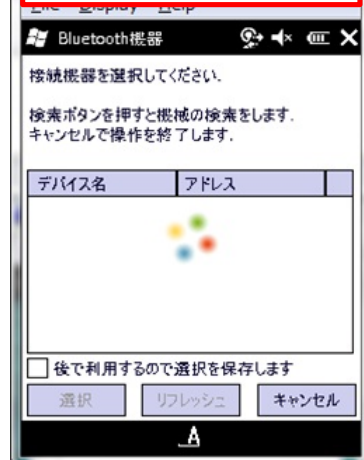 File Display Help
Bluetooth機器
接続機器を選択してください.
検索ボタンを押すと機械の検索をします.
キャンセルで操作を終了します.
デバイス名 アドレス
後で利用するので選択を保存します
選択 リフレッシュ キャンセル
A